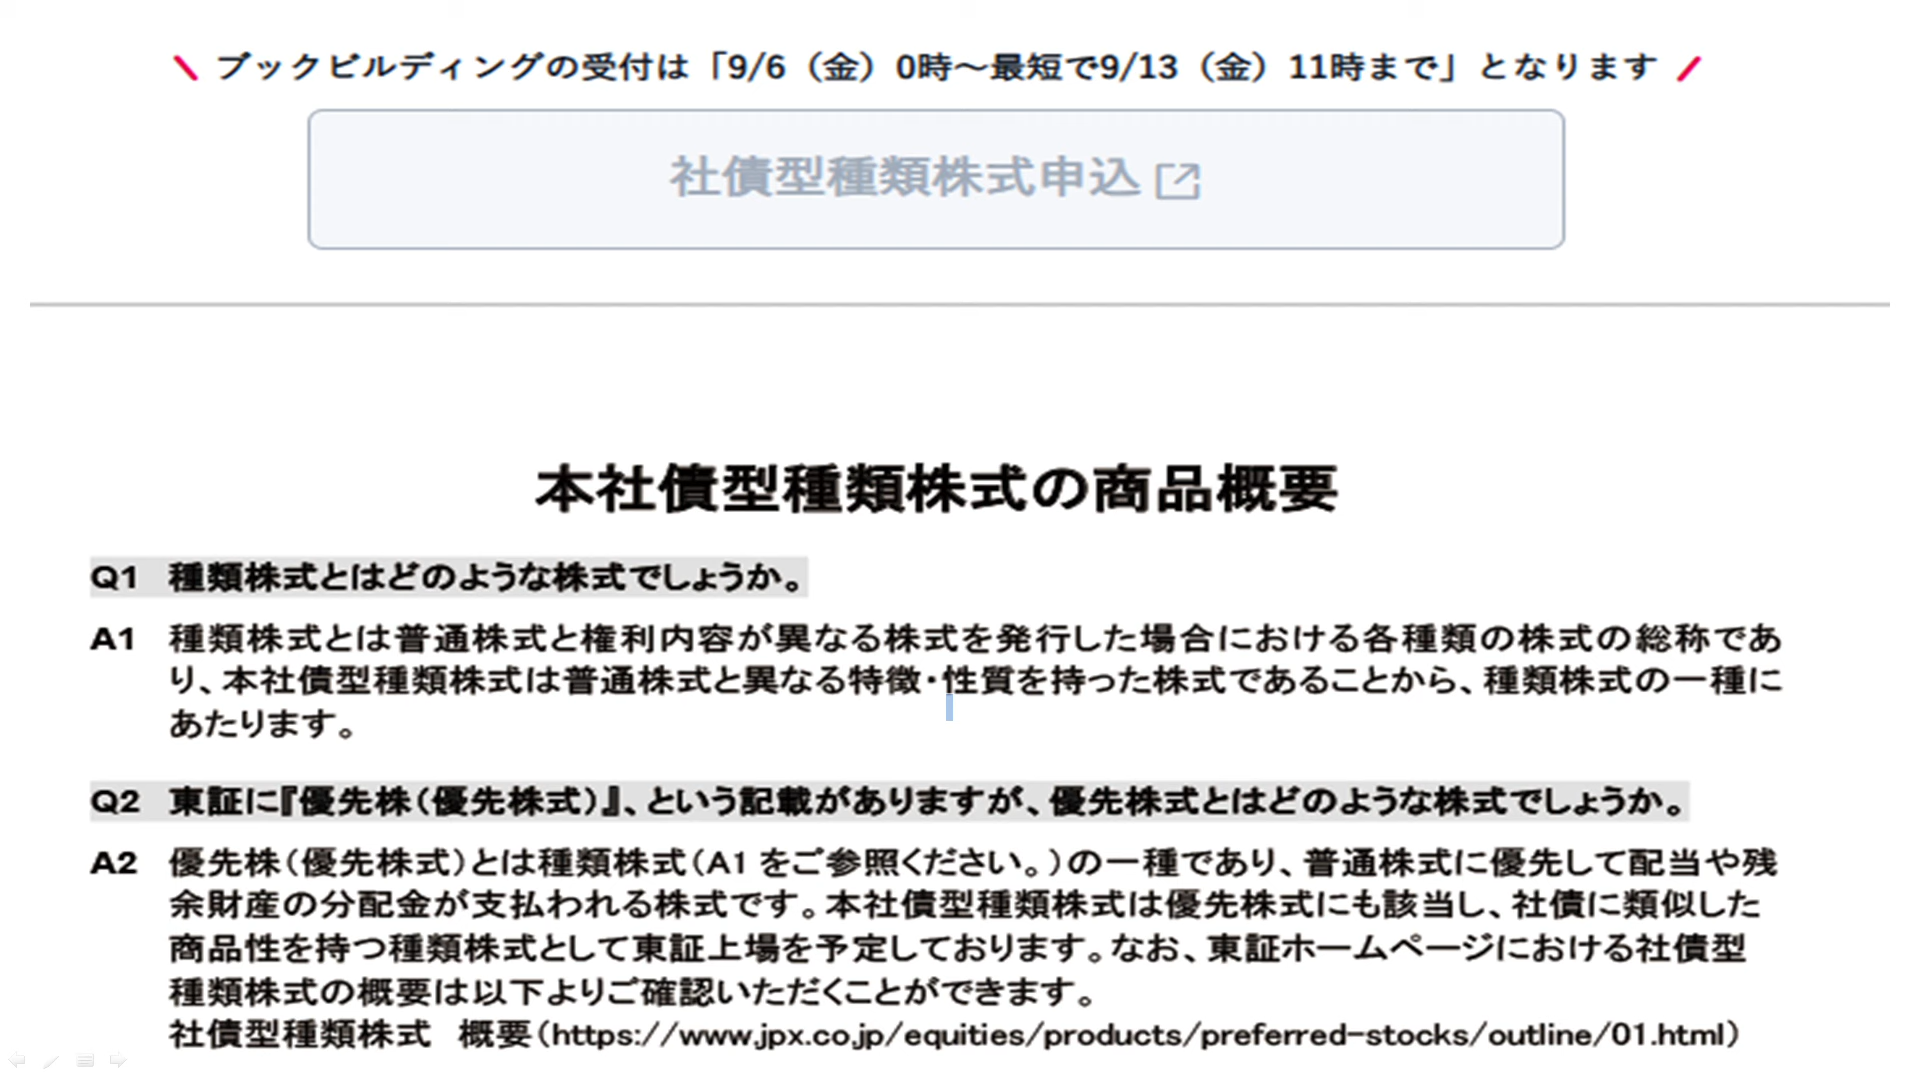 \ ブックビルディングの受付は「9/6（金）0時～最短で9/13（金）11時まで」となります /
社債型種類株式申込
本社債型種類株式の商品概要
Q1 種類株式とはどのような株式でしょうか。
A1 種類株式とは普通株式と権利内容が異なる株式を発行した場合における各種類の株式の総称であ
り、本社債型種類株式は普通株式と異なる特徴・性質を持った株式であることから、種類株式の一種に
あたります。
Q2 東証に『優先株（優先株式）』、という記載がありますが、優先株式とはどのような株式でしょうか。
A2 優先株（優先株式）とは種類株式（A1 をご参照ください。）の一種であり、普通株式に優先して配当や残
余財産の分配金が支払われる株式です。本社債型種類株式は優先株式にも該当し、社債に類似した
商品性を持つ種類株式として東証上場を予定しております。なお、東証ホームページにおける社債型
種類株式の概要は以下よりご確認いただくことができます。
社債型種類株式 概要（https://www.jpx.co.jp/equities/products/preferred-stocks/outline/01.html）